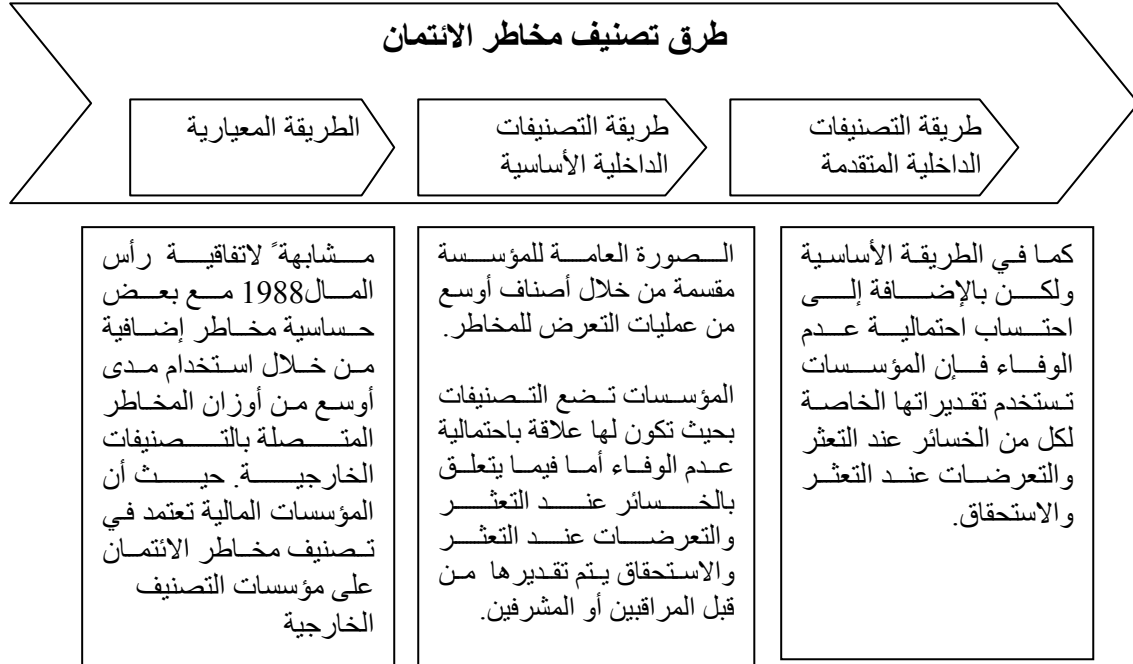 طرق تصنيف مخاطر الائتمان
الطريقة المعيارية
طريقة التصنيفات
الداخلية الأساسية
طريقة التصنيفات
الداخلية المتقدمة
مشابهةً لاتفاقية رأس
المال1988 مع بعض
حساسية مخاطر إضافية
من خلال استخدام مدى
أوسع من أوزان المخاطر
المتصلة بالتصنيفات
الخارجية. حيث أن
المؤسسات المالية تعتمد في
تصنيف مخاطر الائتمان
على مؤسسات التصنيف
الخارجية
الصورة العامة للمؤسسة
مقسمة من خلال أصناف أوسع
من عمليات التعرض للمخاطر.
المؤسسات تضع التصنيفات
بحيث تكون لها علاقة باحتمالية
عدم الوفاء أما فيما يتعلق
بالخسائر عند التعثر
والتعرضات عند التعثر
والاستحقاق يتم تقديرها من
قبل المراقبين أو المشرفين.
كما في الطريقة الأساسية
ولكن بالإضافة إلى
احتساب احتمالية عدم
الوفاء فإن المؤسسات
تستخدم تقديراتها الخاصة
لكل من الخسائر عند التعثر
والتعرضات عند التعثر
والاستحقاق.